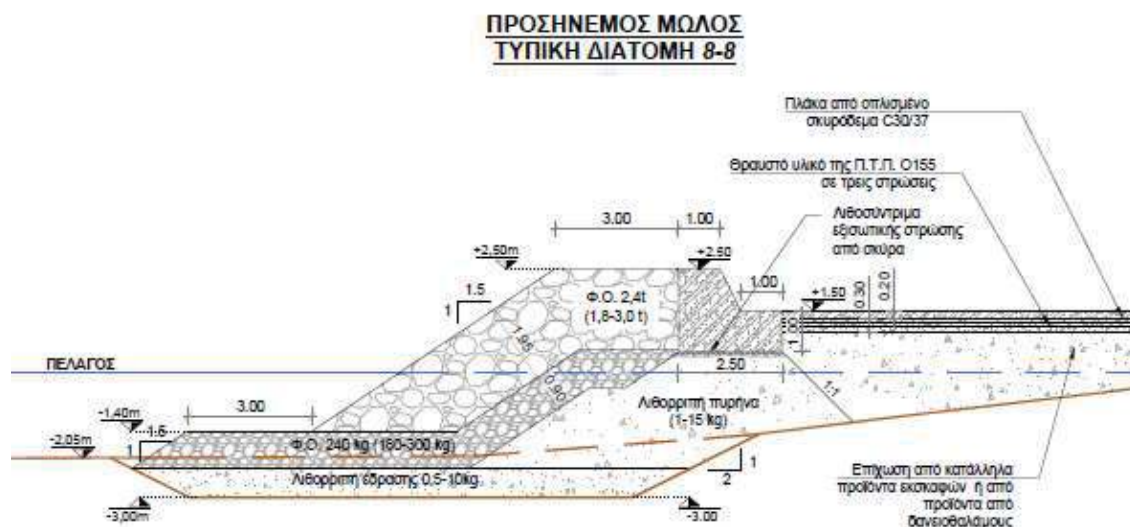 ΠΡΟΣΗΝΕΜΟΣ ΜΩΛΟΣ
ΤΥΠΙΚΗ ΔΙΑΤΟΜΗ 8-8
Πλάκα από οπλισμένο
σκυρόδεμα C30/37
Θραυστό υλικό της Π.Τ.Π. Ο155
σε τρεις στρώσεις
Λιθοσύντριμα
εξισωτικής στρώσης
από σκύρα
3.00
1.00
+2,50m
+2.50
1.5
1
Φ.Ο. 2,4t
(1,8-3,0 t)
1.00
+1.50
0.30
0.20
1.00
1.95
0.90
ΠΕΛΑΓΟΣ
2.50
1:1
3.00
-1.40m
Λιθορριπή πυρήνα
(1-15 kg)
1.5
1
-2,05m
Φ.Ο. 240 kg (180-300 kg)
Λιθορριπή έδρασης 0,5-10kg
1
2
-3,00m
-3.00
Επίχωση από κατάλληλα
προϊόντα εκσκαφών ή από
προϊόντα από
δανειοθαλάμους